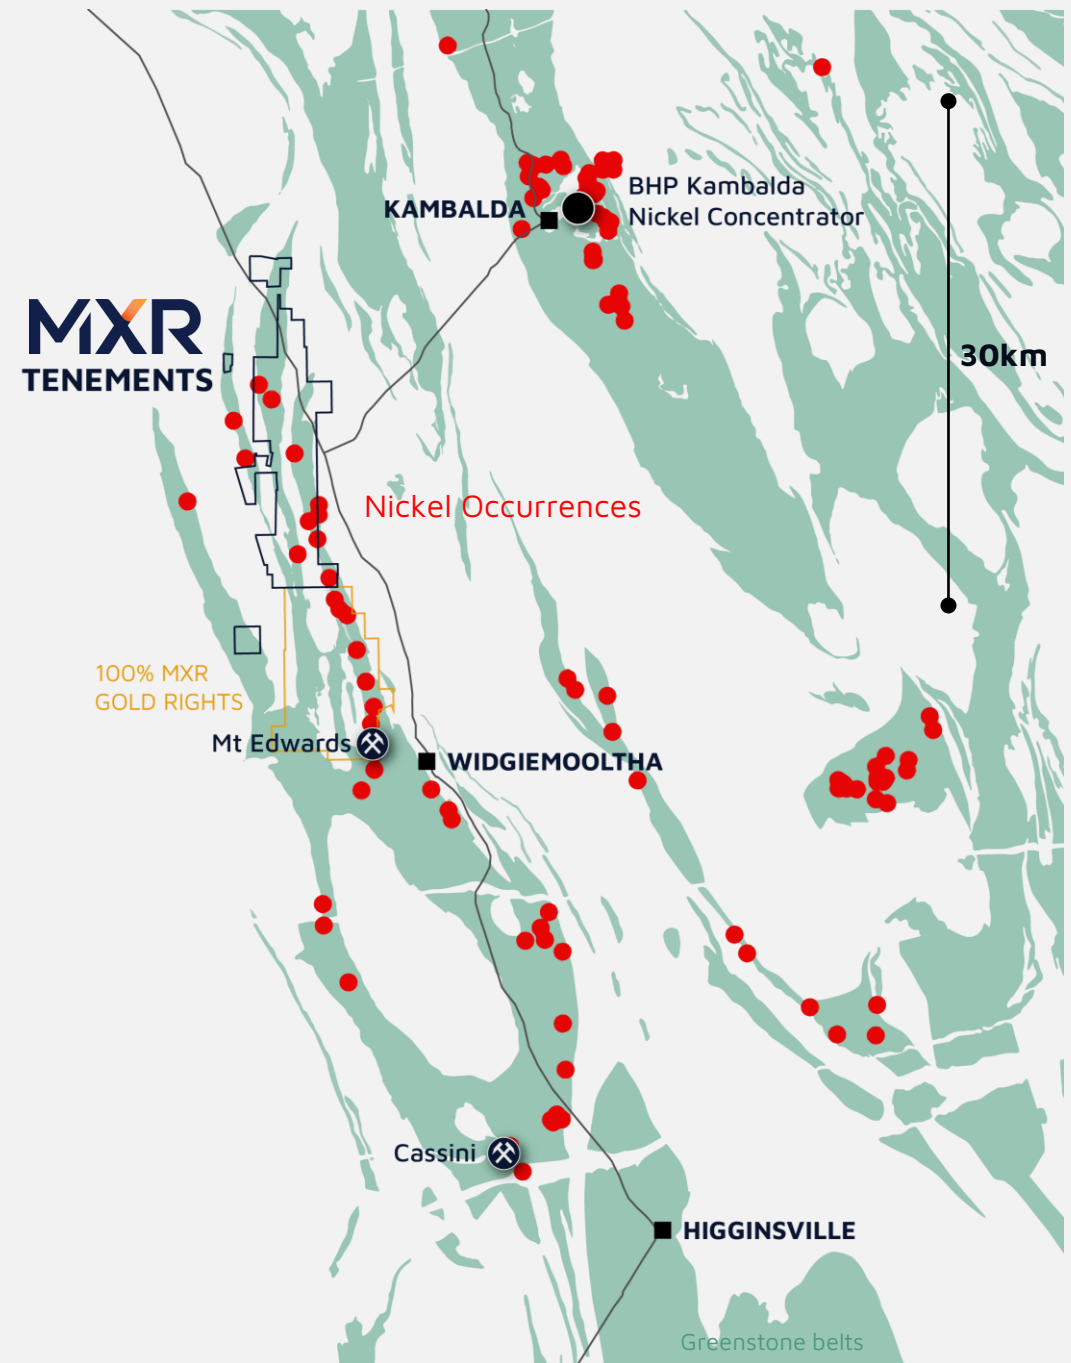 KAMBALDA
BHP Kambalda
Nickel Concentrator
MXR
TENEMENTS
30km
Nickel Occurrences
100% MXR
GOLD RIGHTS
Mt Edwards
WIDGIEMOOLTHA
Cassini
HIGGINSVILLE
Greenstone belts